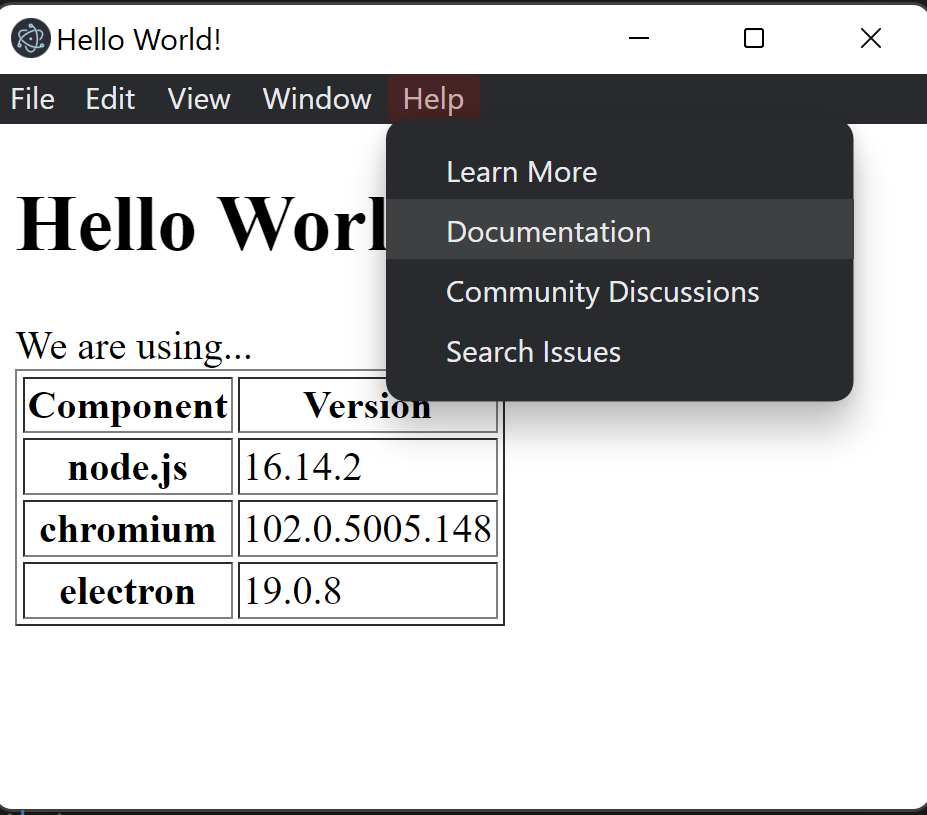 Hello World!
File Edit View Window Help
Learn More
Documentation
Community Discussions
Search Issues
Hello Worl
We are using...
Component Version
node.js 16.14.2
chromium 102.0.5005.148
electron 19.0.8